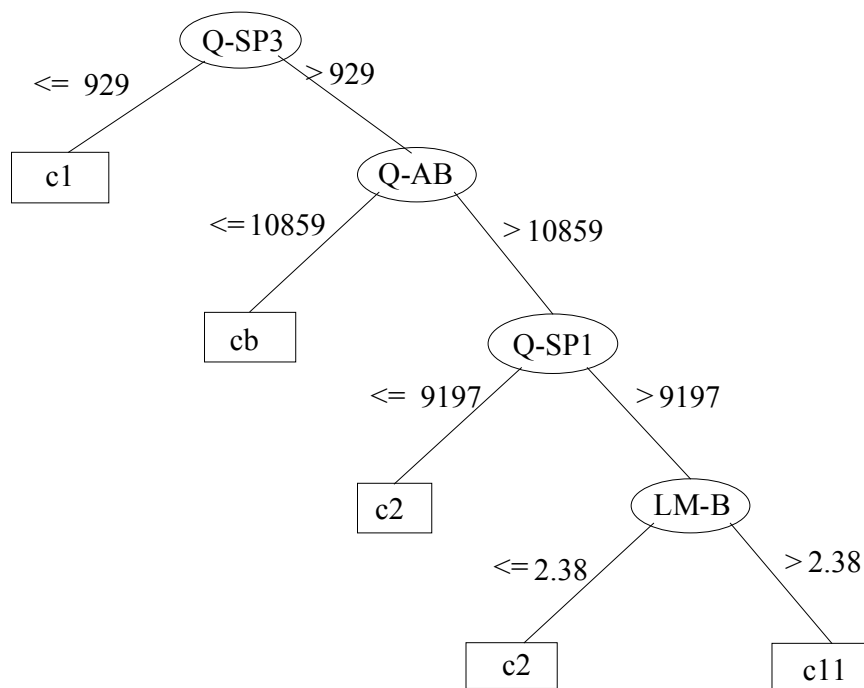 Q-SP3
<= 929
> 929
c1
Q-AB
<= 10859
> 10859
cb
Q-SP1
<= 9197
> 9197
c2
LM-B
<= 2.38
> 2.38
c2
c11